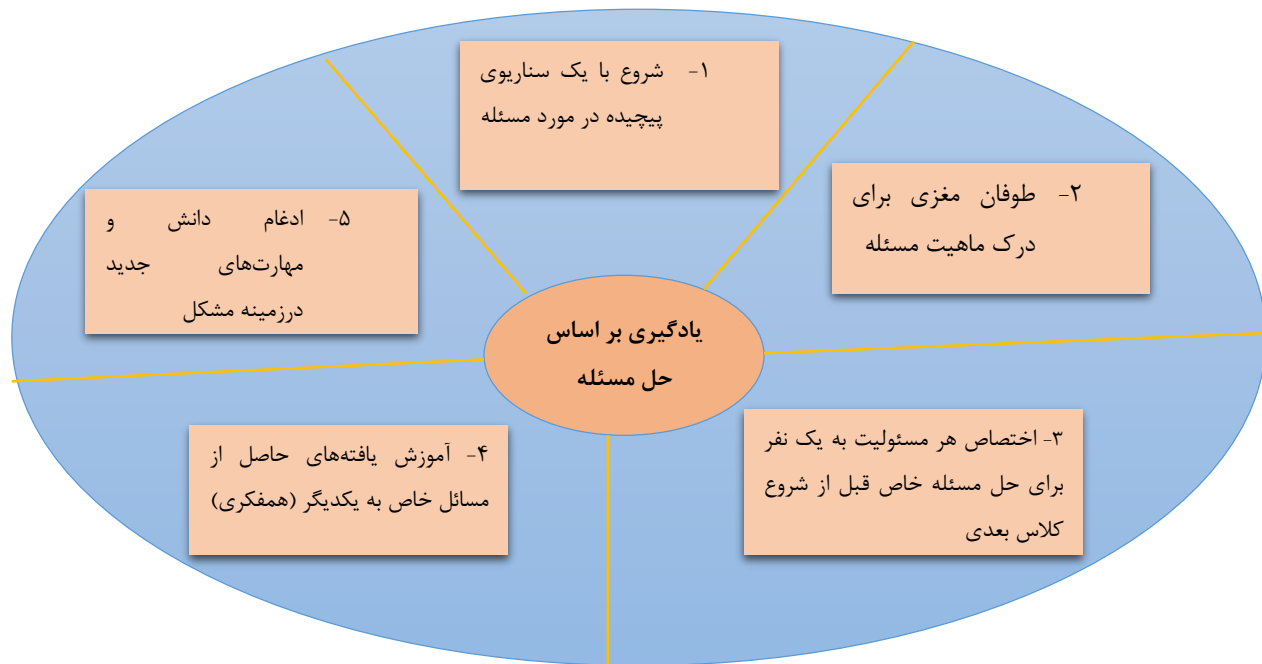 ۱- شروع با یک سناریوی
پیچیده در مورد مسئله
۲- طوفان مغزی برای
درک ماهیت مسئله
۳- اختصاص هر مسئولیت به یک نفر
برای حل مسئله خاص قبل از شروع
کلاس بعدی
۴- آموزش یافته‌های حاصل از
مسائل خاص به یکدیگر (همفکری)
۵- ادغام دانش و
مهارت‌های جدید
درزمینه مشکل
یادگیری بر اساس
حل مسئله